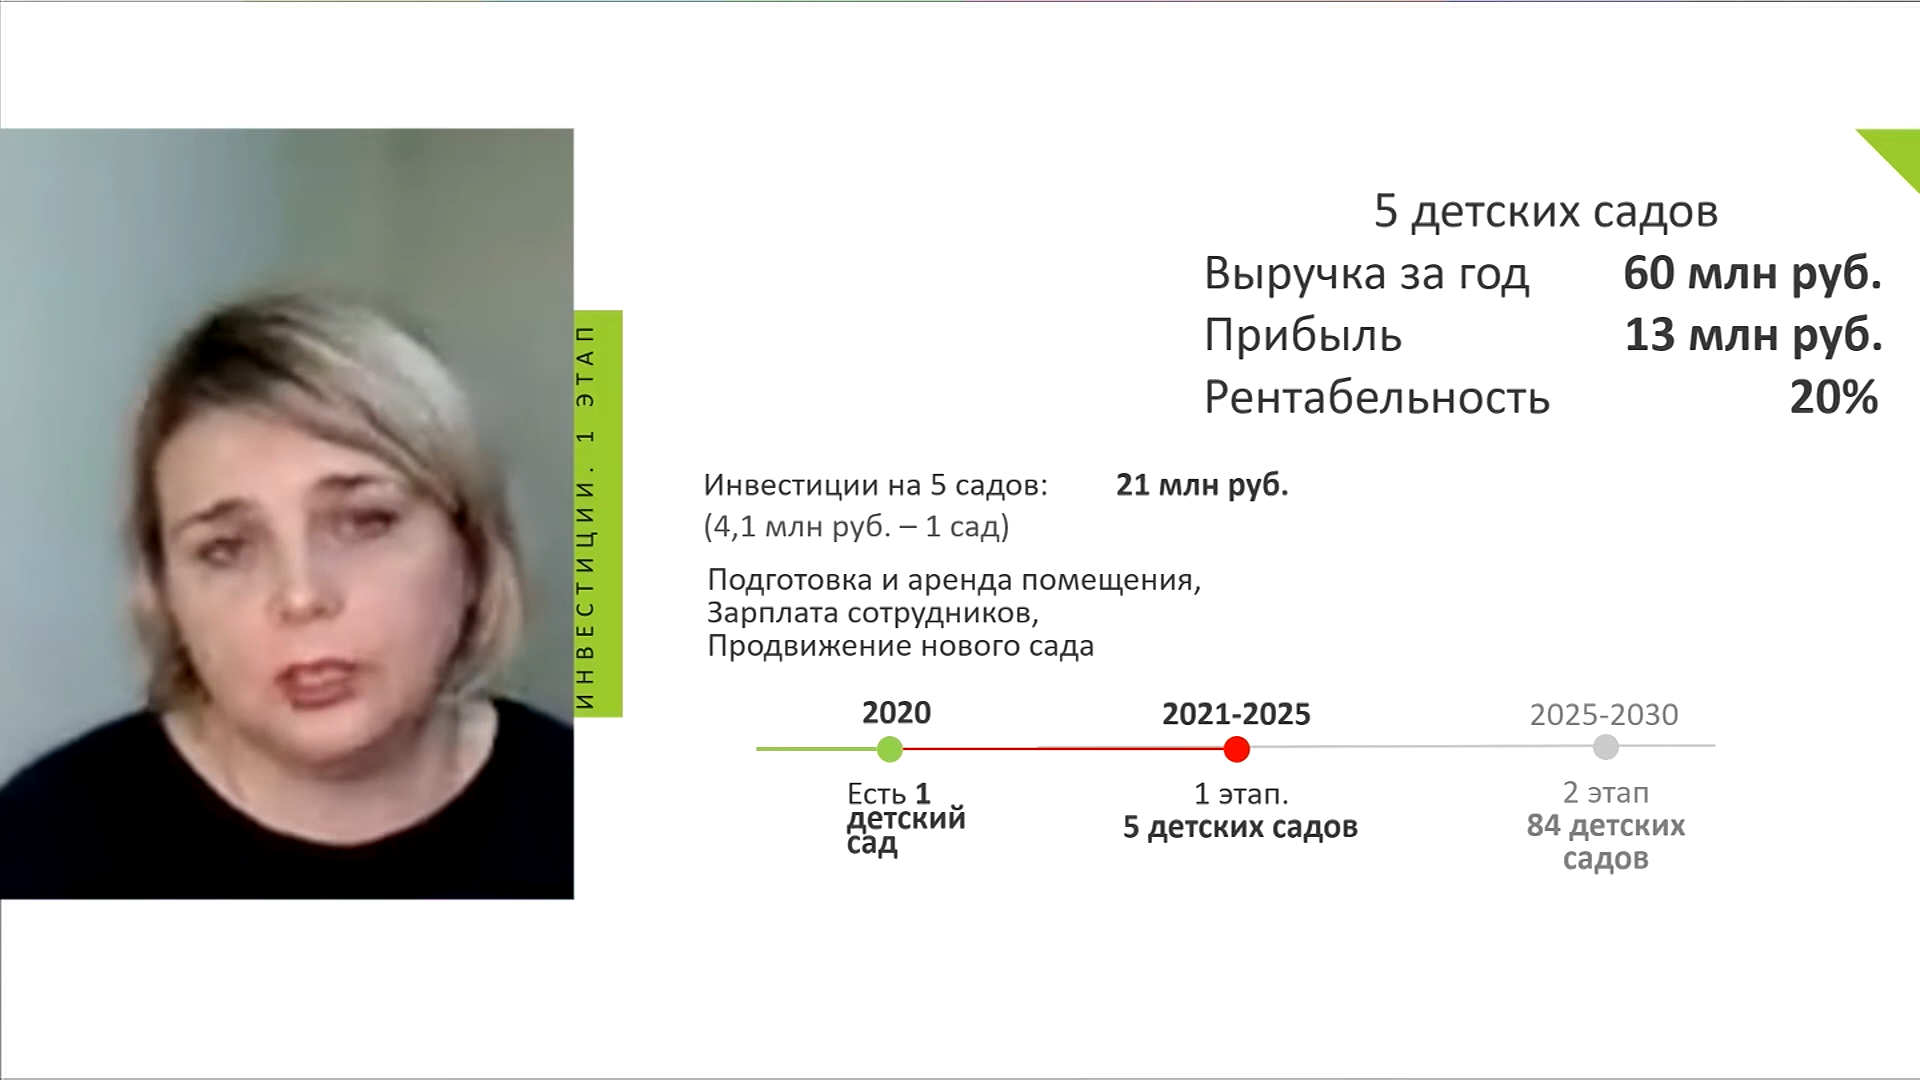 ИНВЕСТИЦИИ. 1 ЭТАП
5 детских садов
Выручка за год 60 млн руб.
Прибыль 13 млн руб.
Рентабельность 20%
Инвестиции на 5 садов: 21 млн руб.
(4,1 млн руб. – 1 сад)
Подготовка и аренда помещения,
Зарплата сотрудников,
Продвижение нового сада
2020
Есть 1
детский
сад
2021-2025
1 этап.
5 детских садов
2025-2030
2 этап
84 детских
садов